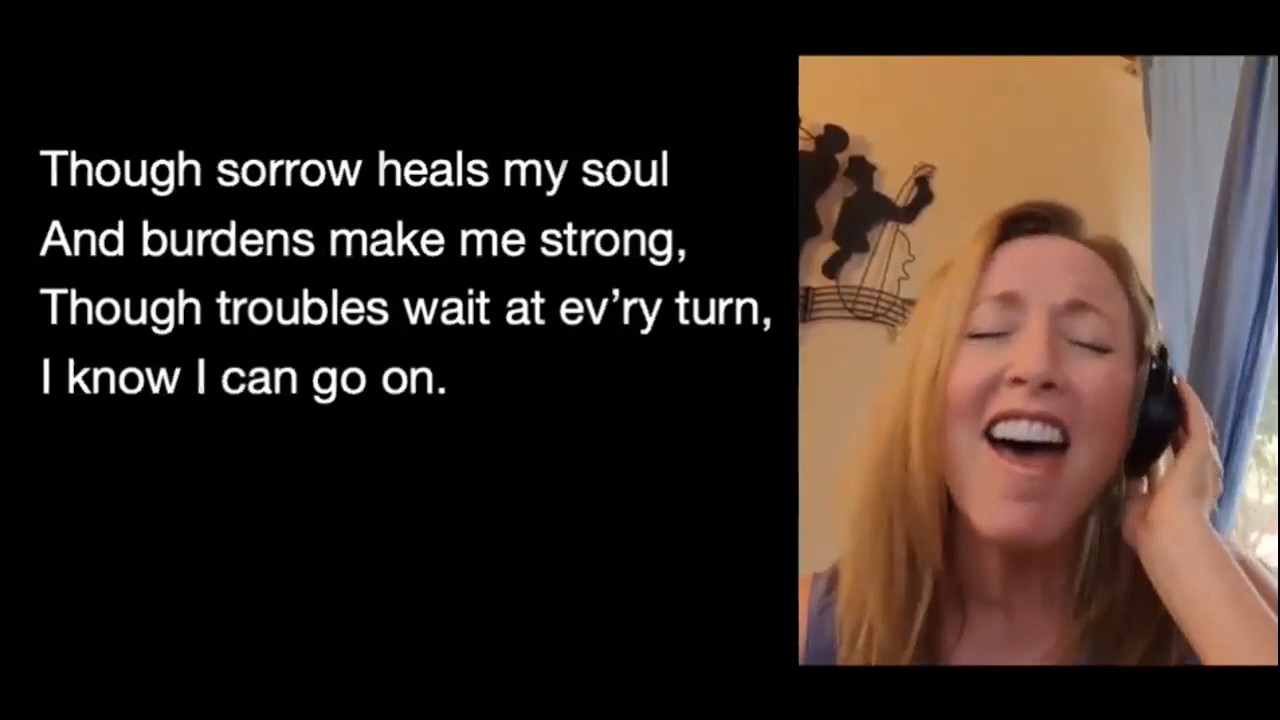 Though sorrow heals my soul
And burdens make me strong,
Though troubles wait at ev’ry turn,
I know I can go on.